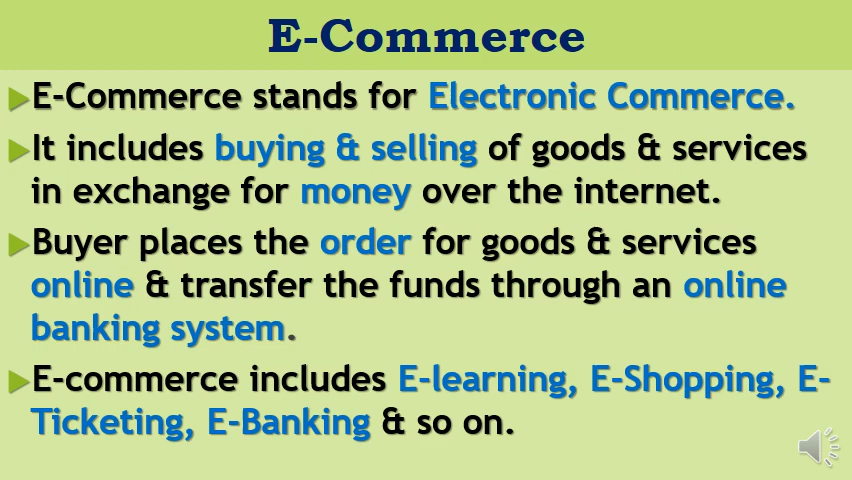 E-Commerce
E-Commerce stands for Electronic Commerce.
It includes buying & selling of goods & services
in exchange for money over the internet.
Buyer places the order for goods & services
online & transfer the funds through an online
banking system.
E-commerce includes E-learning, E-Shopping, E-
Ticketing, E-Banking & so on.